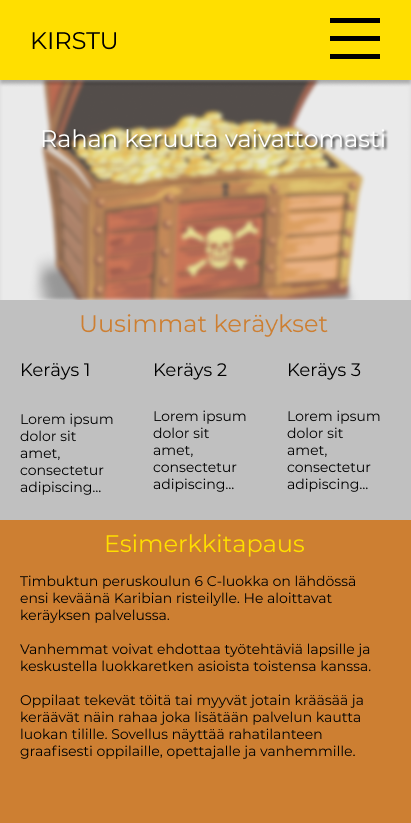 KIRSTU
Rahan keruuta vaivattomasti
Uusimmat keräykset
Keräys 1
Lorem ipsum
dolor sit
amet,
consectetur
adipiscing...
Keräys 2
Lorem ipsum
dolor sit
amet,
consectetur
adipiscing...
Keräys 3
Lorem ipsum
dolor sit
amet,
consectetur
adipiscing...
Esimerkkitapaus
Timbuktun peruskoulun 6 C-luokka on lähdössä
ensi keväänä Karibian risteilylle. He aloittavat
keräyksen palvelussa.
Vanhemmat voivat ehdottaa työtehtäviä lapsille ja
keskustella luokkaretken asioista toistensa kanssa.
Oppilaat tekevät töitä tai myyvät jotain krääsää ja
keräävät näin rahaa joka lisätään palvelun kautta
luokan tilille. Sovellus näyttää rahatilanteen
graafisesti oppilaille, opettajalle ja vanhemmille.